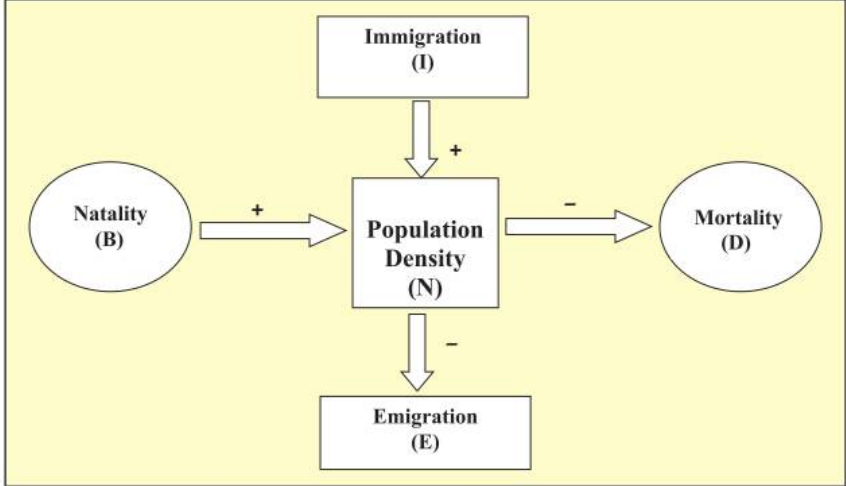 Immigration
(I)
+
Natality
(B)
+
Population
Density
(N)
–
Mortality
(D)
–
Emigration
(E)